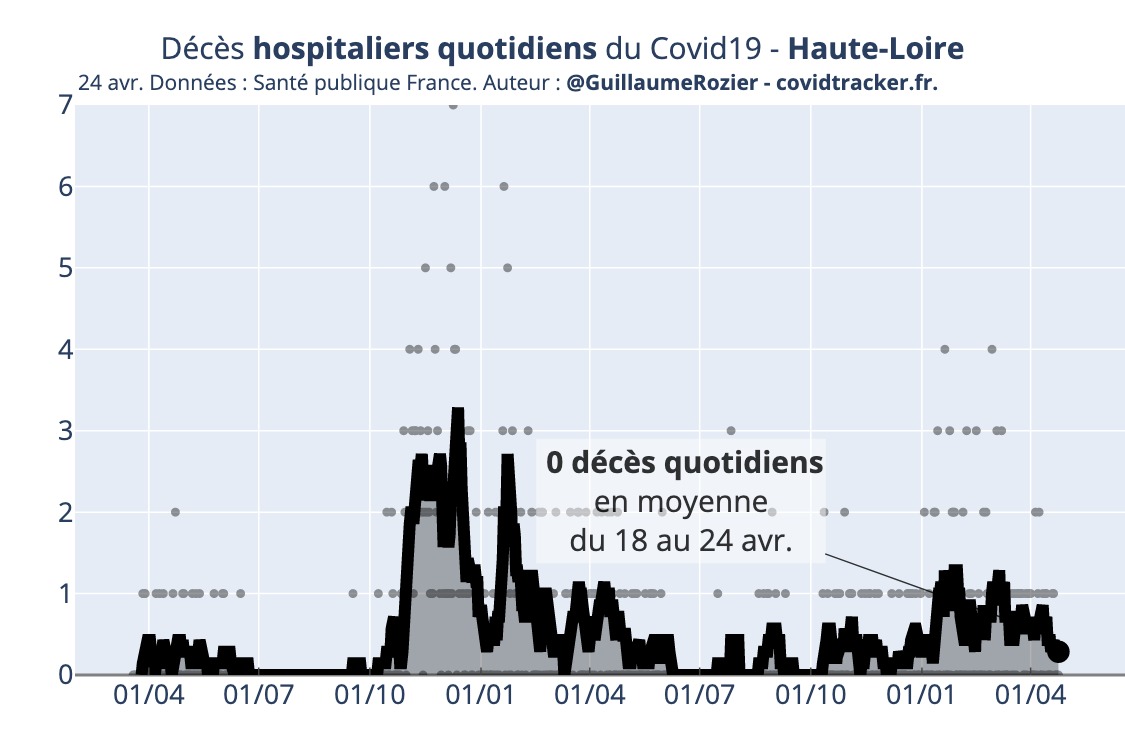 Décès hospitaliers quotidiens du Covid19 - Haute-Loire
24 avr. Données : Santé publique France. Auteur : @GuillaumeRozier - covidtracker.fr.
7
6
5
4
3
2
1
0
0 décès quotidiens
en moyenne
du 18 au 24 avr.
01/04 01/07 01/10 01/01 01/04 01/07 01/10 01/01 01/04